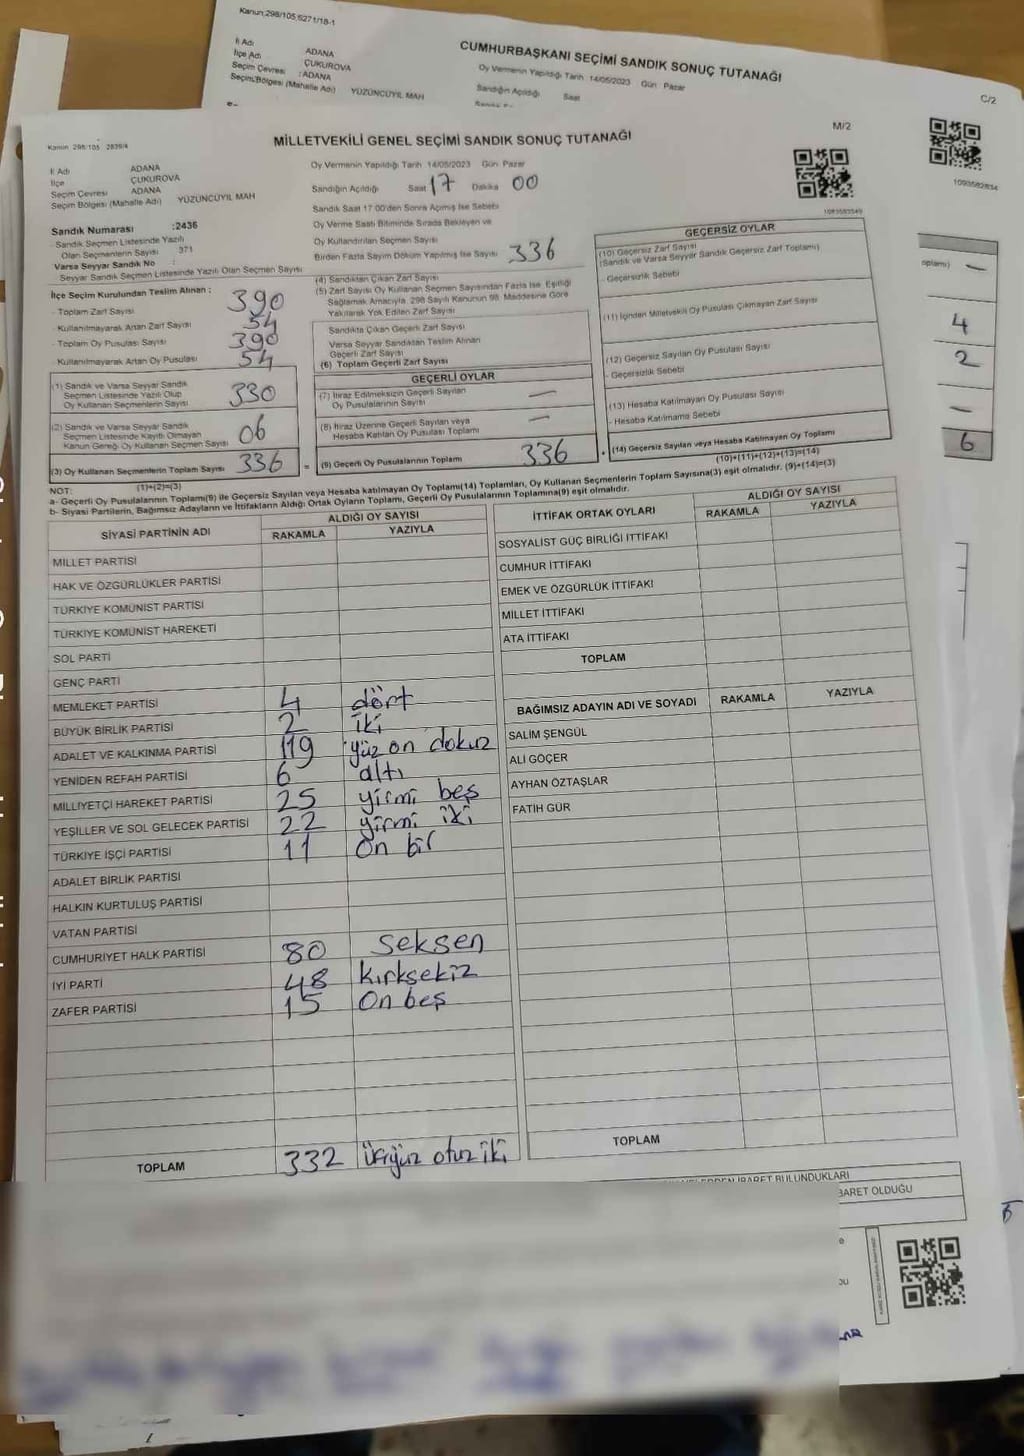 Kanun;298/105,5271/18-1
CUMHURBAŞKANI SEÇİMİ SANDIK SONUÇ TUTANAĞI
İl Adı ADANA
İlçe Adı ÇUKUROVA
Seçim Çevresi :ADANA
Seçim Bölgesi (Mahalle Adı) YÜZÜNCÜYIL MAH
Oy Vermenin Yapıldığı Tarih 14/05/2023 Gün Pazar
Sandığın Açıldığı Saat
C/2
1093582834
Kanun 298/105 2839/4
MİLLETVEKİLİ GENEL SEÇİMİ SANDIK SONUÇ TUTANAĞI
M/2
İl Adı ADANA
İlçe ÇUKUROVA
Seçim Çevresi ADANA
Seçim Bölgesi (Mahalle Adı) YÜZÜNCÜYIL MAH
Oy Vermenin Yapıldığı Tarih 14/05/2023 Gün Pazar
Sandığın Açıldığı Saat 17 Dakika 00
Sandık Saat 17:00'den Sonra Açımış İse Sebebi
Oy Verme Saati Bitiminde Sırada Bekleyen ve
Oy Kullandırılan Seçmen Sayısı
Birden Fazla Sayım Döküm Yapılmış İse Sayısı 336
Sandık Numarası :2436
- Sandık Seçmen Listesinde Yazılı
Olan Seçmenlerin Sayısı 371
Varsa Seyyar Sandık No :
Seyyar Sandık Seçmen Listesinde Yazılı Olan Seçmen Sayısı
İlçe Seçim Kurulundan Teslim Alınan :
- Toplam Zarf Sayısı 390
- Kullanılmayarak Artan Zarf Sayısı 54
- Toplam Oy Pusulası Sayısı 390
- Kullanılmayarak Artan Oy Pusulası 54
(1) Sandık ve Varsa Seyyar Sandık
Seçmen Listesinde Yazılı Olup
Oy Kullanan Seçmenlerin Sayısı 330
(2) Sandık ve Varsa Seyyar Sandık
Seçmen Listesinde Kayıtlı Olmayan
Kanun Gereği Oy Kullanan Seçmen Sayısı 06
(3) Oy Kullanan Seçmenlerin Toplam Sayısı 336
(1)+(2)=(3)
(4) Sandıktan Çıkan Zarf Sayısı
(5) Zarf Sayısı Oy Kullanan Seçmen Sayısından Fazla İse, Eşitliği
Sağlamak Amacıyla, 298 Sayılı Kanunun 98. Maddesine Göre
Yakılarak Yok Edilen Zarf Sayısı
Sandıkta Çıkan Geçerli Zarf Sayısı
Varsa Seyyar Sandıktan Teslim Alınan
Geçerli Zarf Sayısı
(6) Toplam Geçerli Zarf Sayısı
GEÇERLİ OYLAR
(7) İtiraz Edilmeksizin Geçerli Sayılan
Oy Pusulalarının Sayısı —
(8) İtiraz Üzerine Geçerli Sayılan veya
Hesaba Katılan Oy Pusulası Toplamı —
(9) Geçerli Oy Pusulalarının Toplamı 336
1093583549
GEÇERSİZ OYLAR
(10) Geçersiz Zarf Sayısı
(Sandık ve Varsa Seyyar Sandık Geçersiz Zarf Toplamı)
- Geçersizlik Sebebi
(11) İçinden Milletvekili Oy Pusulası Çıkmayan Zarf Sayısı
(12) Geçersiz Sayılan Oy Pusulası Sayısı
- Geçersizlik Sebebi
(13) Hesaba Katılmayan Oy Pusulası Sayısı
- Hesaba Katılmama Sebebi
(14) Geçersiz Sayılan veya Hesaba Katılmayan Oy Toplamı
(10)+(11)+(12)+(13)=(14)
oplamı) —
4
2
—
6
NOT:
a- Geçerli Oy Pusulalarının Toplamı(9) ile Geçersiz Sayılan veya Hesaba katılmayan Oy Toplamı(14) Toplamları, Oy Kullanan Seçmenlerin Toplam Sayısına(3) eşit olmalıdır. (9)+(14)=(3)
b- Siyasi Partilerin, Bağımsız Adayların ve İttifakların Aldığı Ortak Oyların Toplamı, Geçerli Oy Pusulalarının Toplamına(9) eşit olmalıdır.
SİYASİ PARTİNİN ADI ALDIĞI OY SAYISI
RAKAMLA YAZIYLA
MİLLET PARTİSİ
HAK VE ÖZGÜRLÜKLER PARTİSİ
TÜRKİYE KOMÜNİST PARTİSİ
TÜRKİYE KOMÜNİST HAREKETİ
SOL PARTİ
GENÇ PARTİ
MEMLEKET PARTİSİ 4 dört
BÜYÜK BİRLİK PARTİSİ 2 iki
ADALET VE KALKINMA PARTİSİ 119 yüz on dokuz
YENİDEN REFAH PARTİSİ 6 altı
MİLLİYETÇİ HAREKET PARTİSİ 25 yirmi beş
YEŞİLLER VE SOL GELECEK PARTİSİ 22 yirmi iki
TÜRKİYE İŞÇİ PARTİSİ 11 on bir
ADALET BİRLİK PARTİSİ
HALKIN KURTULUŞ PARTİSİ
VATAN PARTİSİ
CUMHURİYET HALK PARTİSİ 80 seksen
İYİ PARTİ 48 kırksekiz
ZAFER PARTİSİ 15 on beş
TOPLAM 332 üçyüz otuz iki
İTTİFAK ORTAK OYLARI ALDIĞI OY SAYISI
RAKAMLA YAZIYLA
SOSYALİST GÜÇ BİRLİĞİ İTTİFAKI
CUMHUR İTTİFAKI
EMEK VE ÖZGÜRLÜK İTTİFAKI
MİLLET İTTİFAKI
ATA İTTİFAKI
TOPLAM
BAĞIMSIZ ADAYIN ADI VE SOYADI RAKAMLA YAZIYLA
SALİM ŞENGÜL
ALİ GÖÇER
AYHAN ÖZTAŞLAR
FATİH GÜR
TOPLAM
İBARET BULUNDUKLARI
BARET OLDUĞU